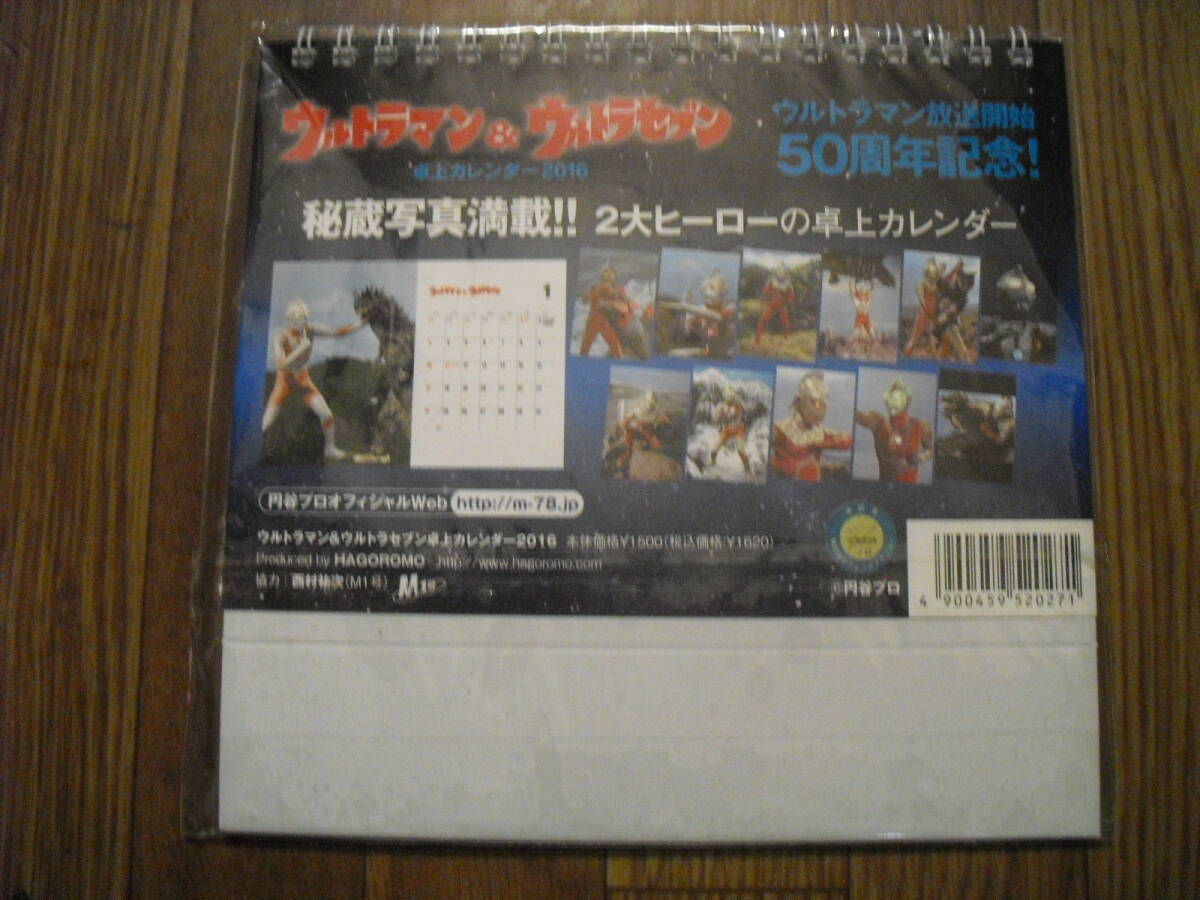 ウルトラマン&ウルトラセブン
卓上カレンダー2016
ウルトラマン放送開始
50周年記念!
秘蔵写真満載!! 2大ヒーローの卓上カレンダー
1
円谷プロオフィシャルWeb http://m-78.jp
ウルトラマン&ウルトラセブン卓上カレンダー2016 本体価格¥1500(税込価格:¥1620)
Produced by HAGOROMO http://www.hagoromo.com
協力:西村祐次(M1号) M1号
©円谷プロ
4 900459 520271